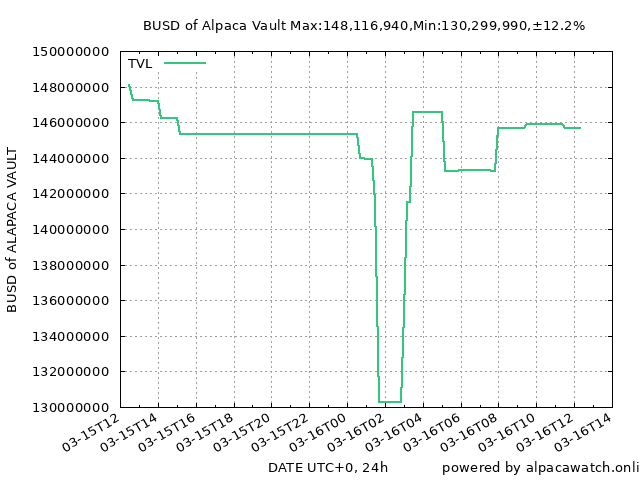 BUSD of Alpaca Vault Max:148,116,940,Min:130,299,990,±12.2%
TVL
150000000
148000000
146000000
144000000
142000000
140000000
138000000
136000000
134000000
132000000
130000000
BUSD of ALAPACA VAULT
03-15T12
03-15T14
03-15T16
03-15T18
03-15T20
03-15T22
03-16T00
03-16T02
03-16T04
03-16T06
03-16T08
03-16T10
03-16T12
03-16T14
DATE UTC+0, 24h
powered by alpacawatch.onli